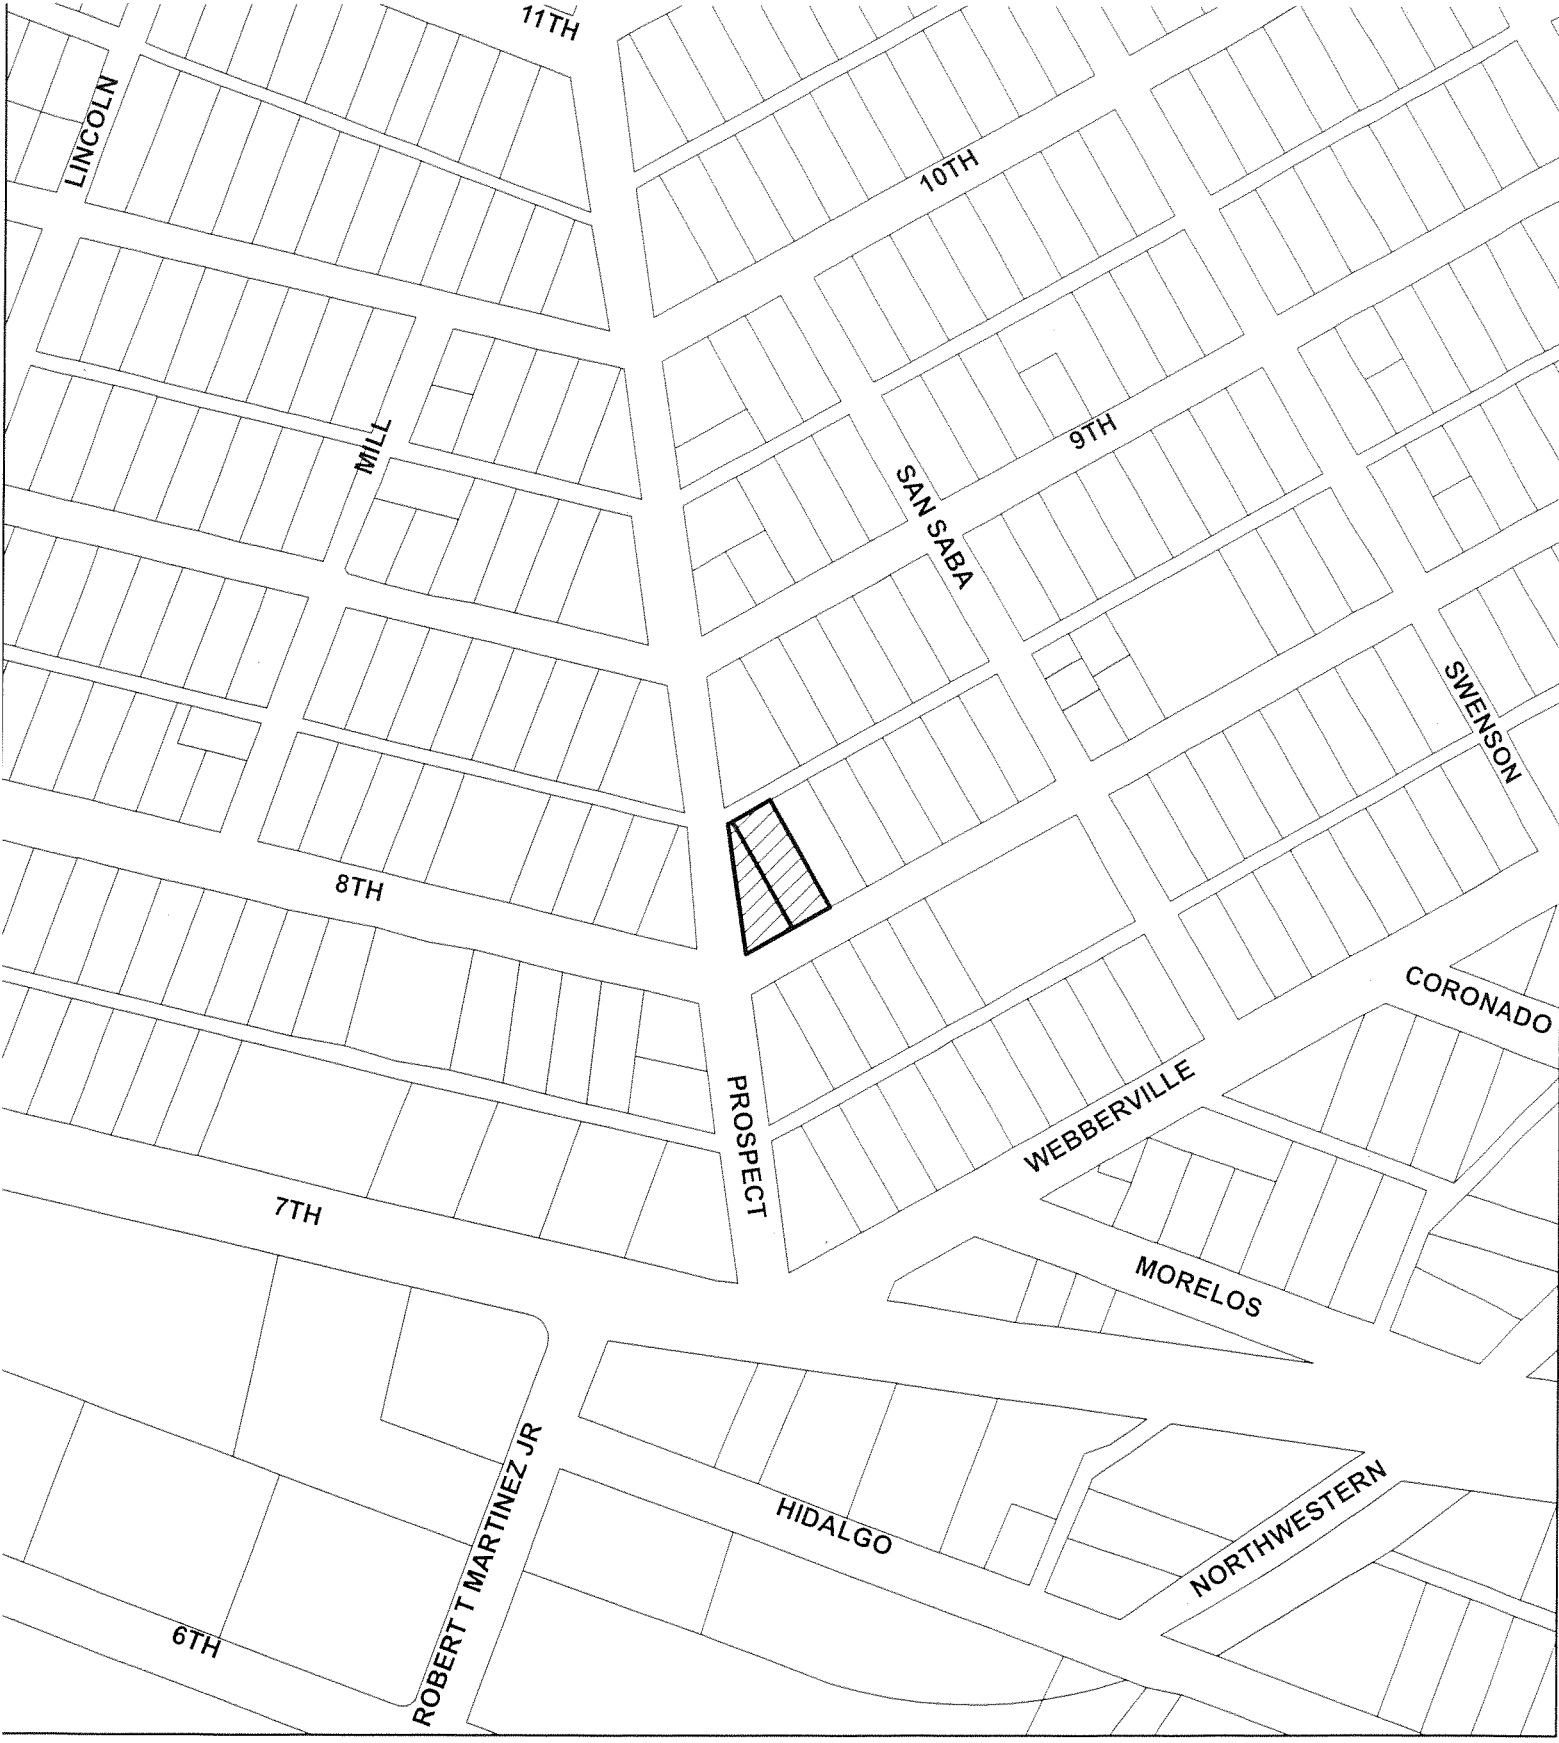 11TH
LINCOLN
10TH
MILL
9TH
SAN SABA
SWENSON
8TH
CORONADO
PROSPECT
WEBBERVILLE
7TH
MORELOS
HIDALGO
NORTHWESTERN
ROBERT T MARTINEZ JR
6TH